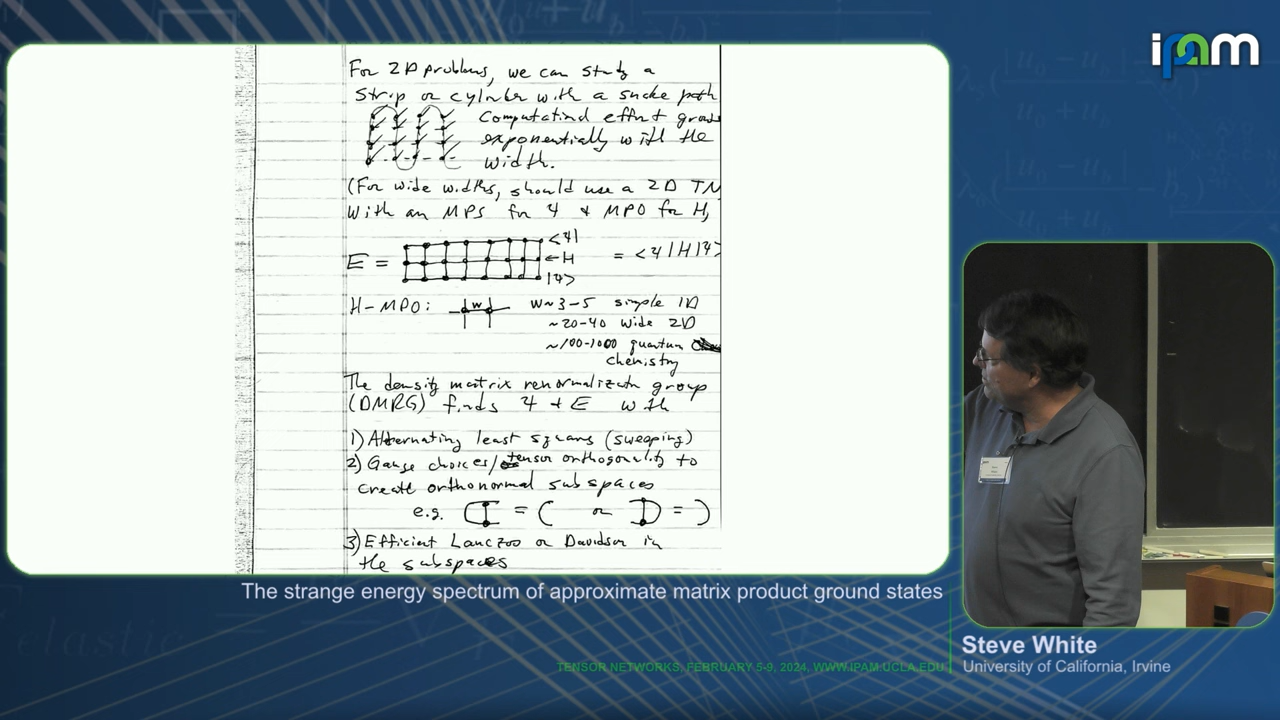 ipam
For 2D problems, we can study a
strip or cylinder with a snake path
Computational effort grows
exponentially with the
width.
(For wide widths, should use a 2D TN
With an MPS for ψ + MPO for H,
<ψ|
E = ←H = <ψ|H|ψ>
|ψ>
H-MPO: w w~3-5 simple 1D
~20-40 wide 2D
~100-1000 quantum
chemistry
The density matrix renormalization group
(DMRG) finds ψ + E with
1) Alternating least squares (sweeping)
2) Gauge choices/tensor orthogonality to
create orthonormal subspaces
e.g. = or =
3) Efficient Lanczos or Davidson in
the subspaces
The strange energy spectrum of approximate matrix product ground states
Steve White
University of California, Irvine
TENSOR NETWORKS, FEBRUARY 5-9, 2024, WWW.IPAM.UCLA.EDU